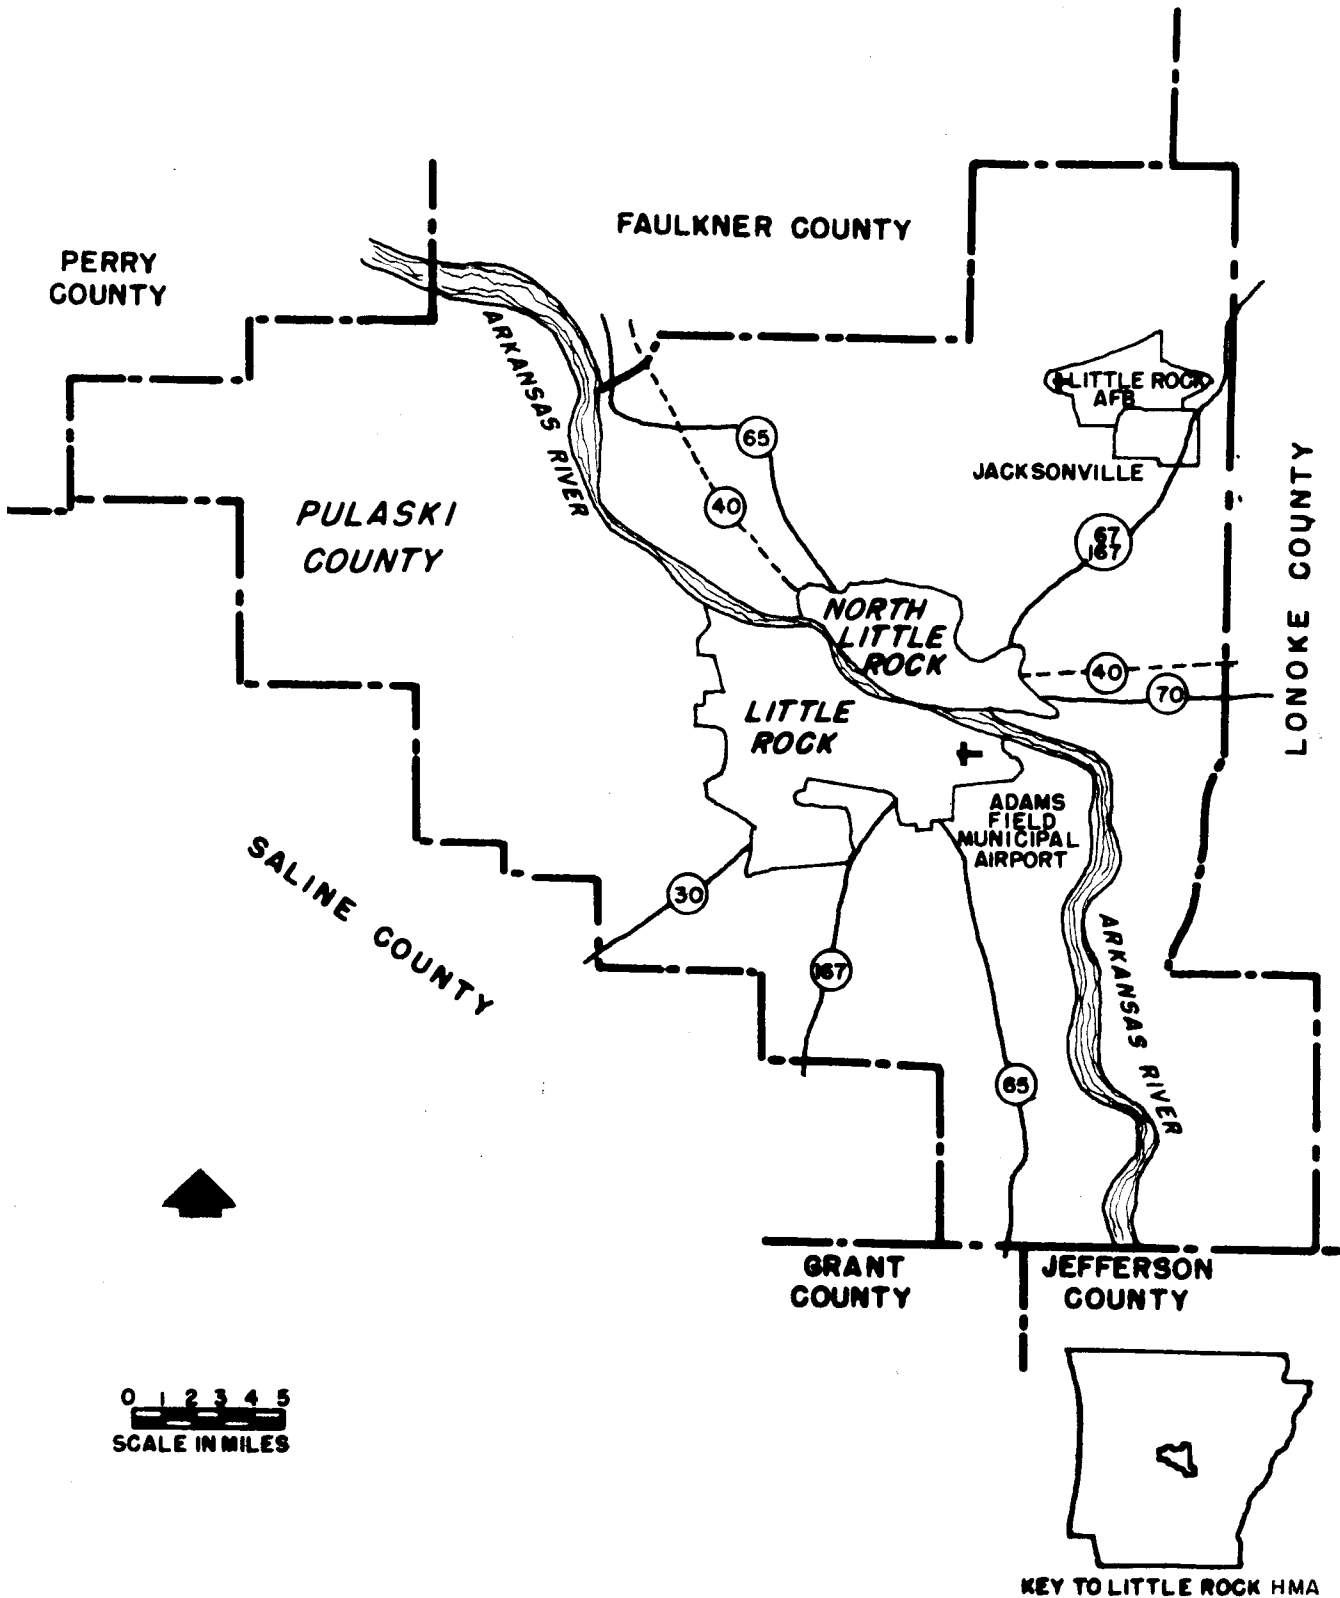 FAULKNER COUNTY
PERRY
COUNTY
ARKANSAS RIVER
LITTLE ROCK
AFB
65
JACKSONVILLE
40
PULASKI
COUNTY
67
167
LONOKE COUNTY
NORTH
LITTLE
ROCK
40
70
LITTLE
ROCK
ADAMS
FIELD
MUNICIPAL
AIRPORT
SALINE COUNTY
30
167
ARKANSAS RIVER
65
GRANT
COUNTY
JEFFERSON
COUNTY
0 1 2 3 4 5
SCALE IN MILES
KEY TO LITTLE ROCK HMA